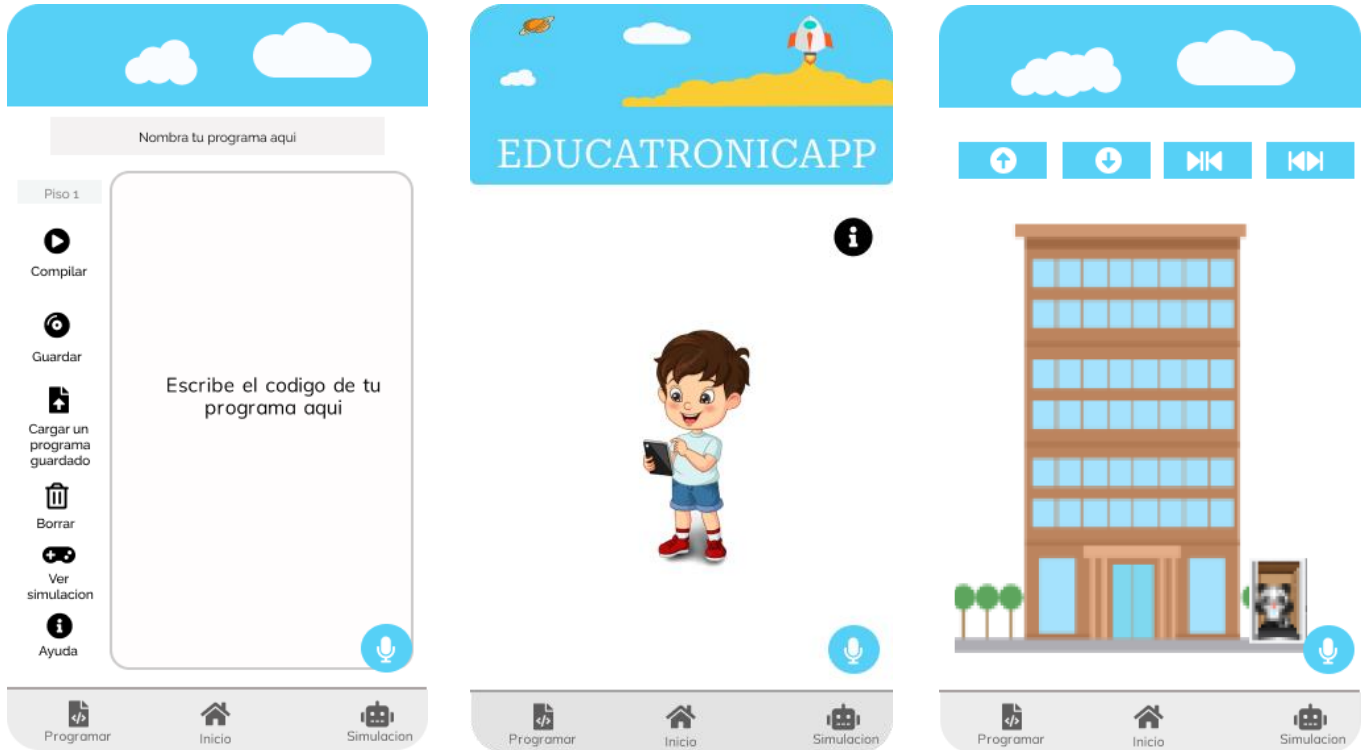 Nombra tu programa aqui
Piso 1
Compilar
Guardar
Cargar un
programa
guardado
Borrar
Ver
simulacion
Ayuda
Escribe el codigo de tu
programa aqui
Programar
Inicio
Simulacion
EDUCATRONICAPP
Programar
Inicio
Simulacion
Programar
Inicio
Simulacion